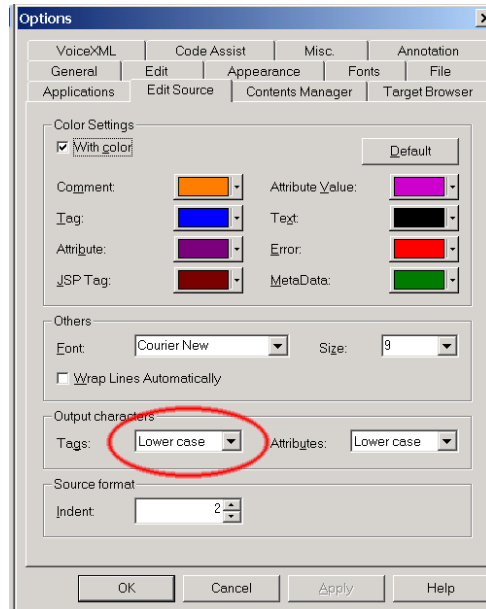 Options
VoiceXML Code Assist Misc. Annotation
General Edit Appearance Fonts File
Applications Edit Source Contents Manager Target Browser
Color Settings
With color Default
Comment: Attribute Value:
Tag: Text:
Attribute: Error:
JSP Tag: MetaData:
Others
Font: Courier New Size: 9
Wrap Lines Automatically
Output characters
Tags: Lower case Attributes: Lower case
Source format
Indent: 2
OK Cancel Apply Help